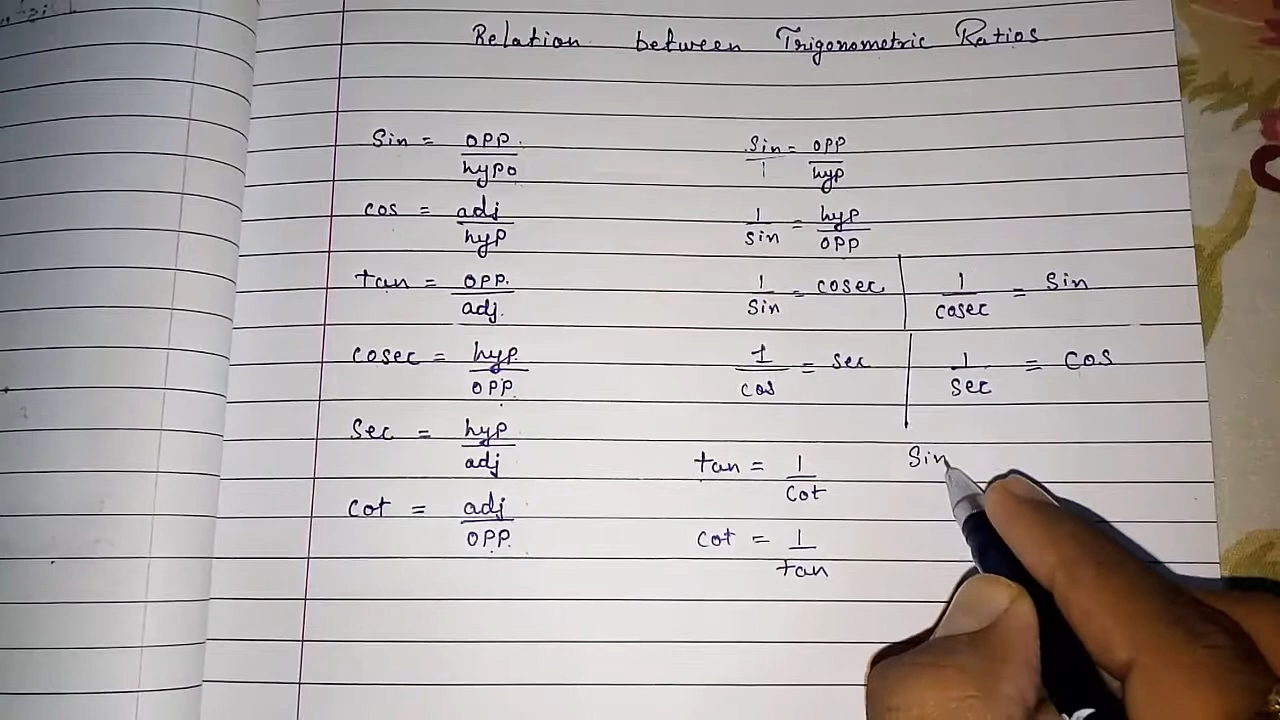 Relation between Trigonometric Ratios
Sin = opp.
hypo
cos = adj
hyp
tan = opp.
adj.
cosec = hyp.
opp.
Sec = hyp
adj
cot = adj
opp.
Sin = opp
1 hyp
1 = hyp
sin opp
1 = cosec
Sin
1 = sin
cosec
1 = sec
cos
1 = cos
sec
tan = 1
cot
cot = 1
tan
Sin